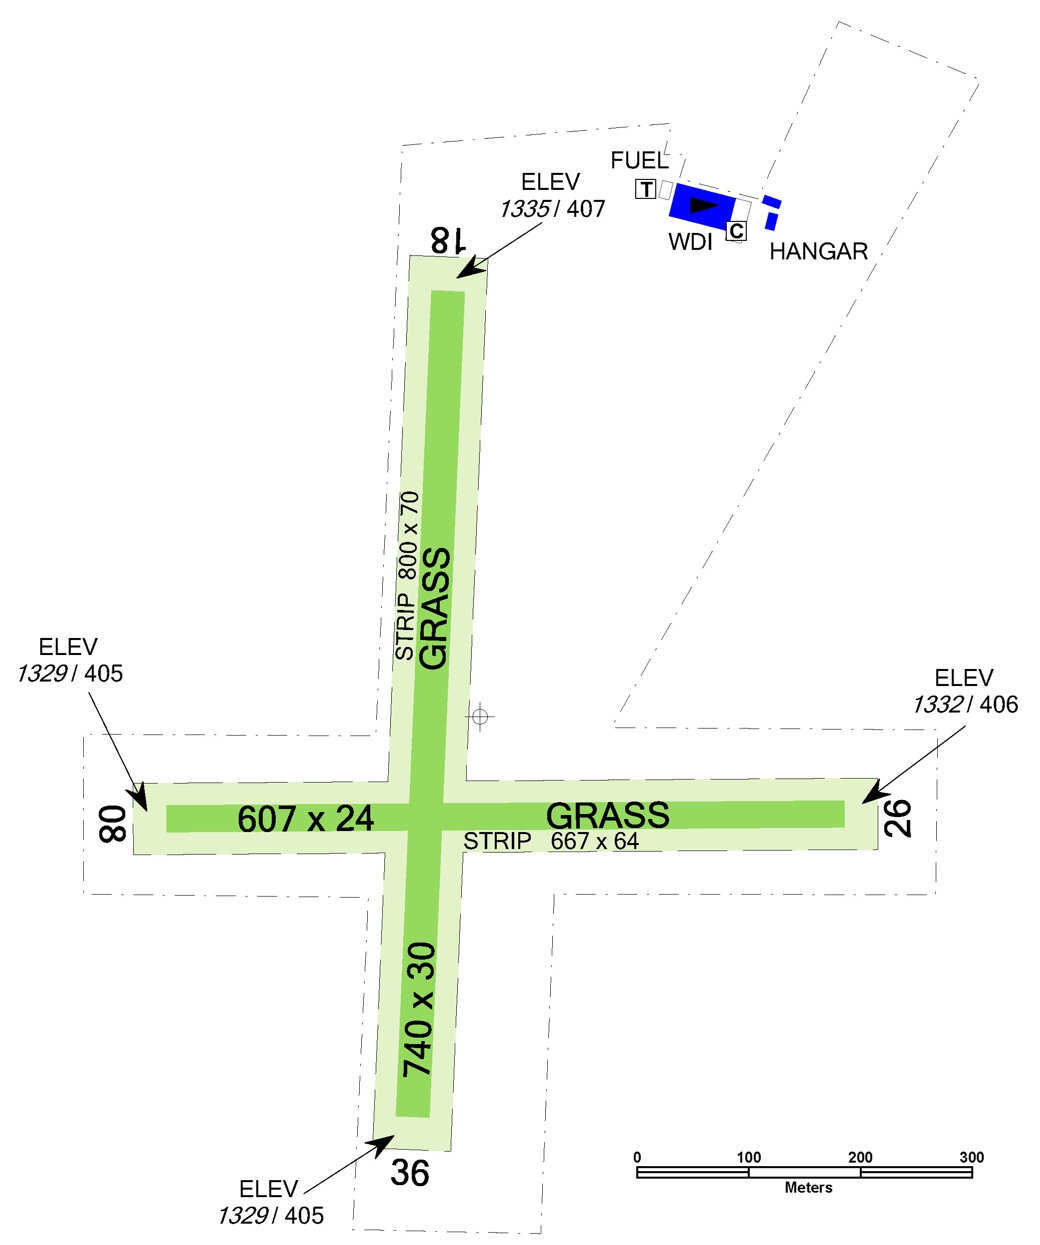 FUEL
T
ELEV
1335 / 407
18
WDI
C
HANGAR
STRIP 800 x 70
GRASS
ELEV
1329 / 405
ELEV
1332 / 406
08
607 x 24
GRASS
26
STRIP 667 x 64
740 x 30
36
ELEV
1329 / 405
0 100 200 300
Meters